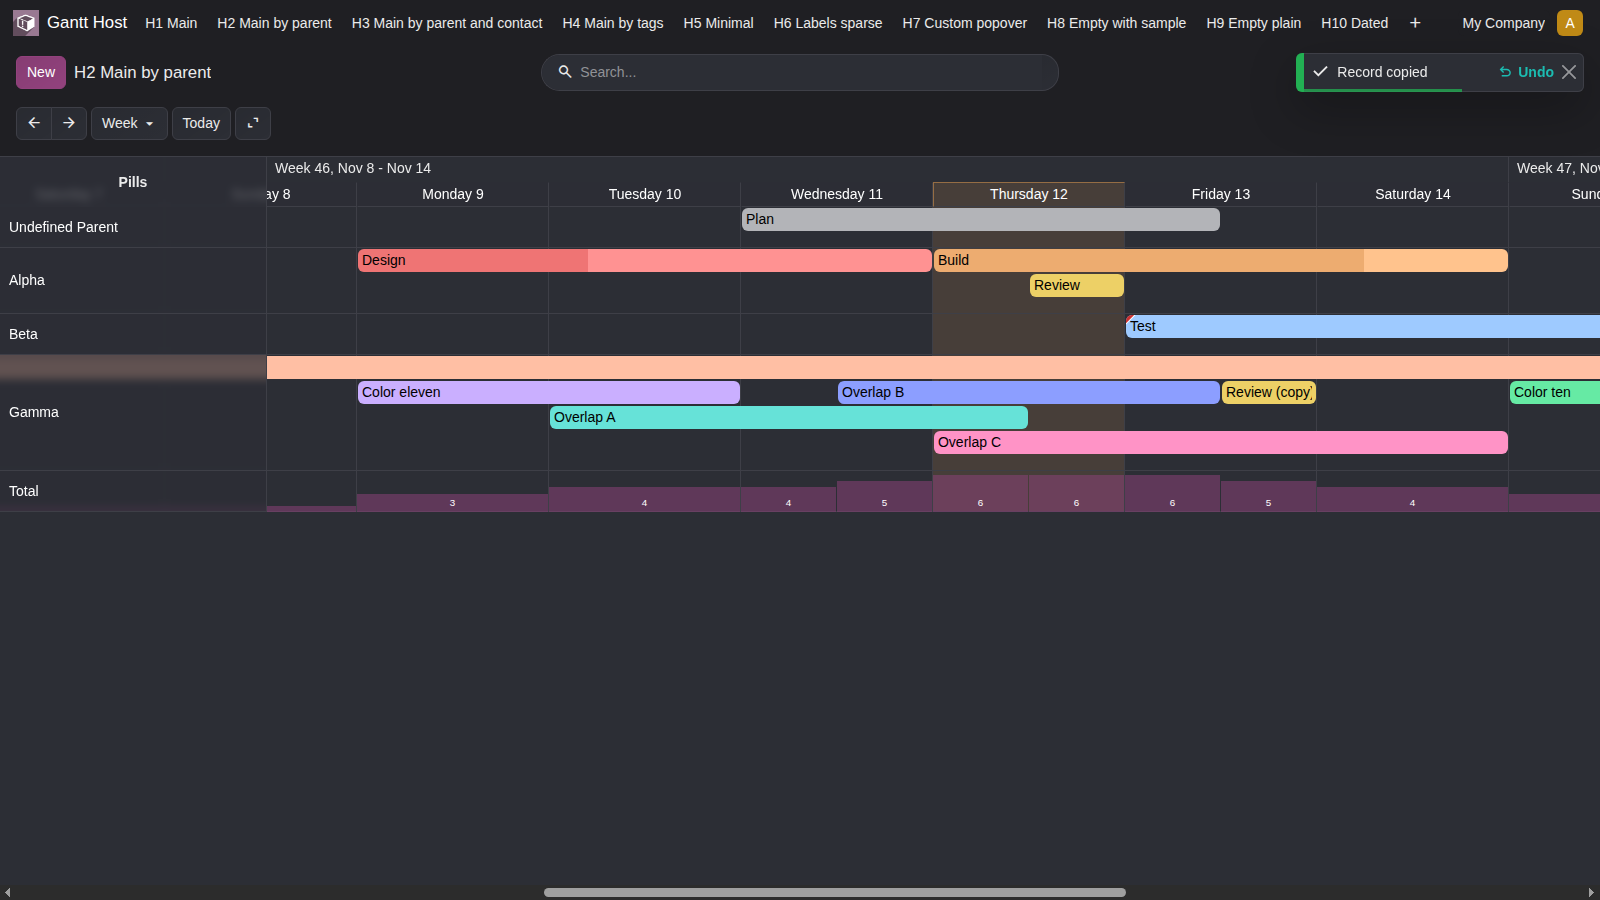 Gantt Host H1 Main H2 Main by parent H3 Main by parent and contact H4 Main by tags H5 Minimal H6 Labels sparse H7 Custom popover H8 Empty with sample H9 Empty plain H10 Dated + My Company A
New H2 Main by parent Search... Record copied Undo
Week Today
Week 46, Nov 8 - Nov 14 Week 47, Nov
Pills
ay 8 Monday 9 Tuesday 10 Wednesday 11 Thursday 12 Friday 13 Saturday 14 Sund
Undefined Parent Plan
Alpha Design Build
Review
Beta Test
Gamma Color eleven Overlap B Review (copy) Color ten
Overlap A
Overlap C
Total 3 4 4 5 6 6 6 5 4